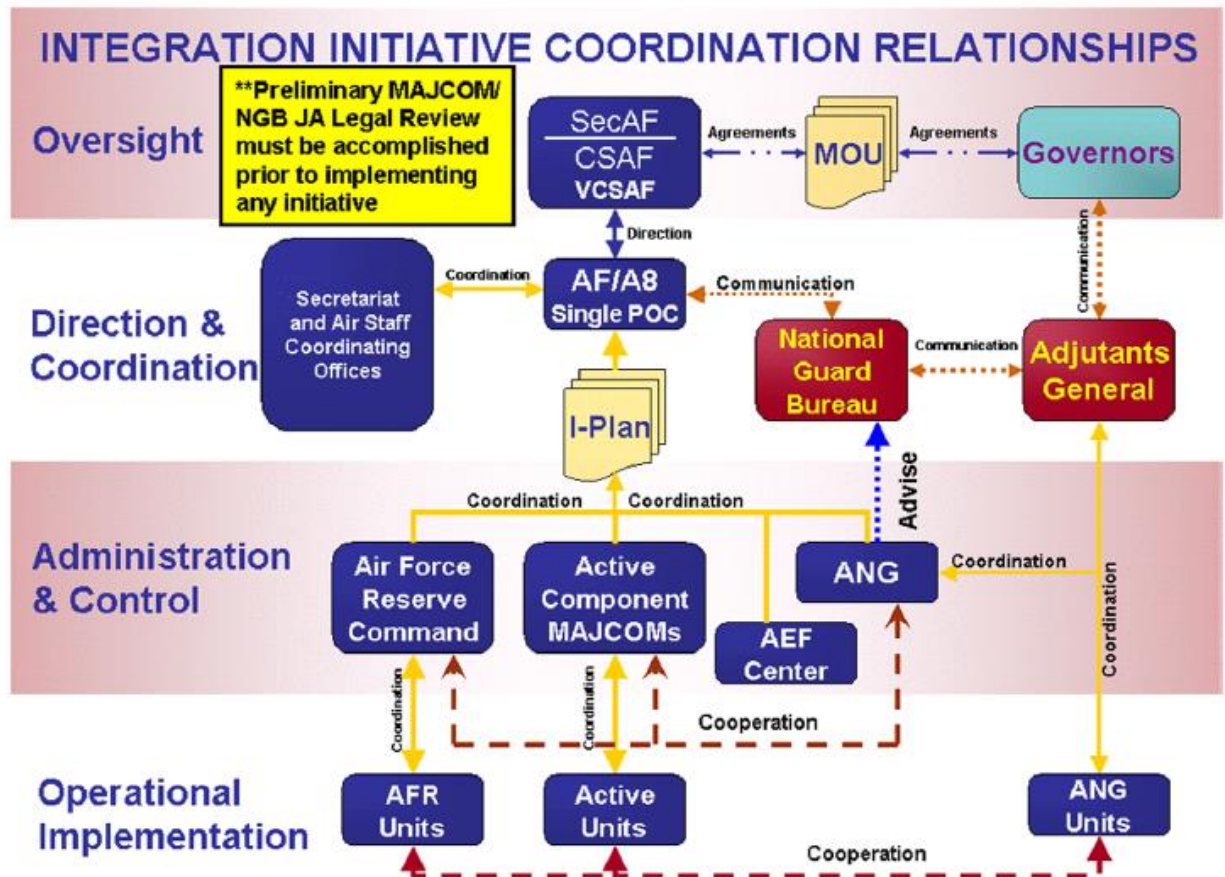 INTEGRATION INITIATIVE COORDINATION RELATIONSHIPS
**Preliminary MAJCOM/
NGB JA Legal Review
must be accomplished
prior to implementing
any initiative
Oversight
SecAF
CSAF
VCSAF
Agreements
MOU
Agreements
Governors
Direction
Communication
Direction &
Coordination
Secretariat
and Air Staff
Coordinating
Offices
Coordination
AF/A8
Single POC
Communication
National
Guard
Bureau
Communication
Adjutants
General
I-Plan
Advise
Coordination
Coordination
Administration
& Control
Air Force
Reserve
Command
Active
Component
MAJCOMs
AEF
Center
ANG
Coordination
Coordination
Coordination
Coordination
Cooperation
Operational
Implementation
AFR
Units
Active
Units
ANG
Units
Cooperation